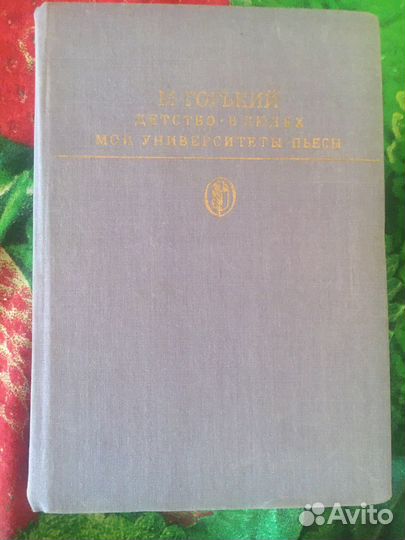 М. ГОРЬКИЙ
ДЕТСТВО · В ЛЮДЯХ
МОИ УНИВЕРСИТЕТЫ ПЬЕСЫ
Avito